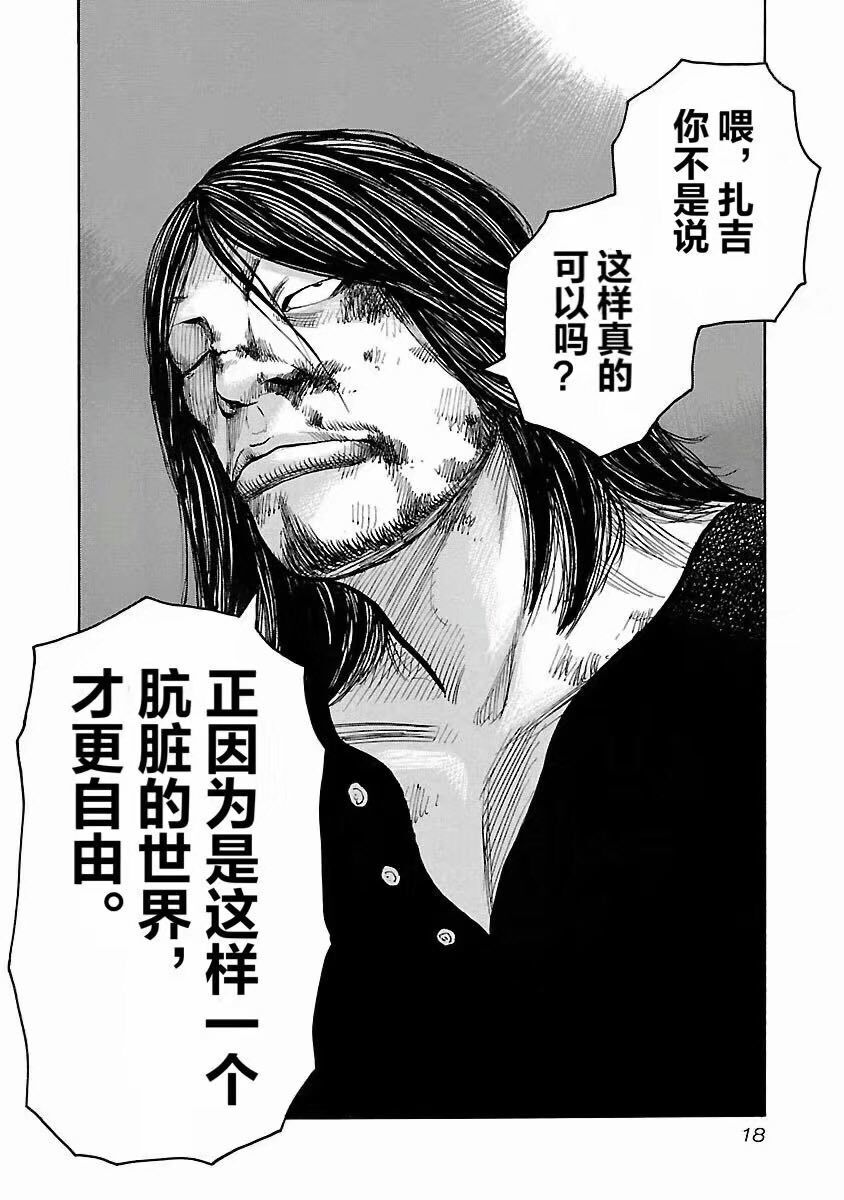 喂，扎吉
你不是说
这样真的
可以吗？
正因为是这样一个
肮脏的世界，
才更自由。
18